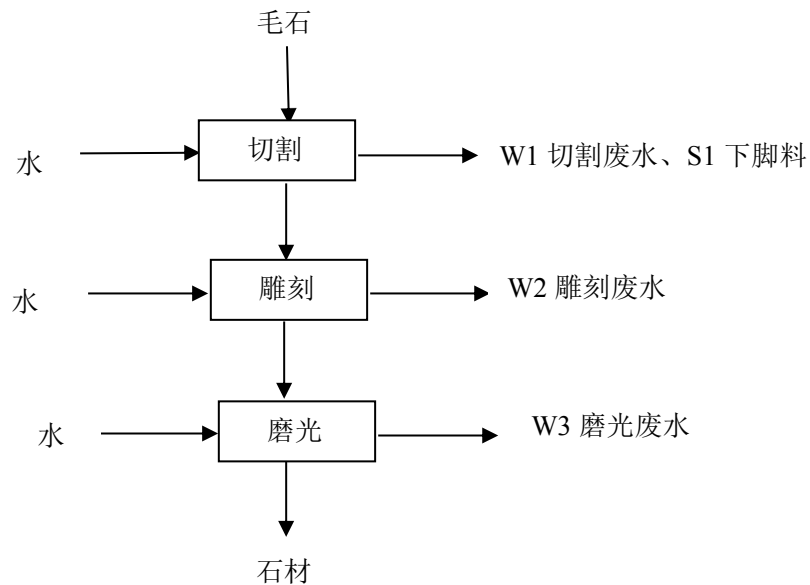 毛石
水
切割
W1 切割废水、S1 下脚料
水
雕刻
W2 雕刻废水
水
磨光
W3 磨光废水
石材